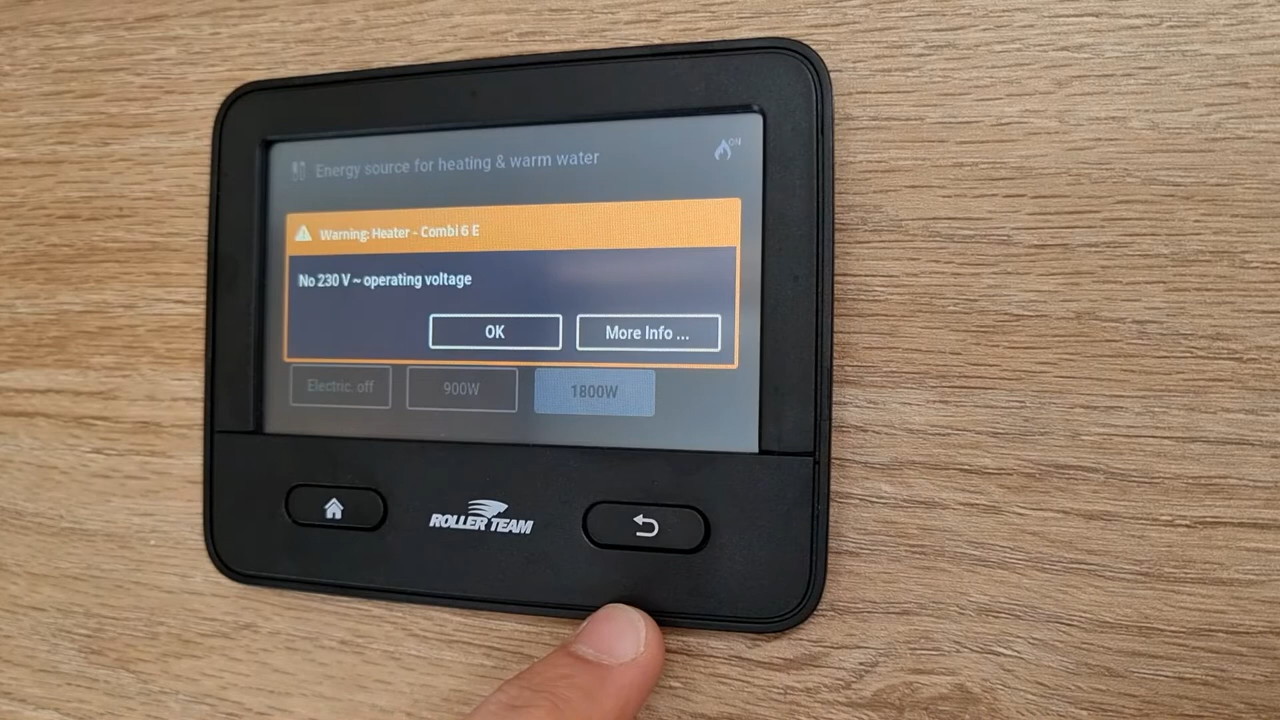 Energy source for heating & warm water
ON
Warning: Heater - Combi 6 E
No 230 V ~ operating voltage
OK
More Info ...
Electric. off
900W
1800W
ROLLER TEAM